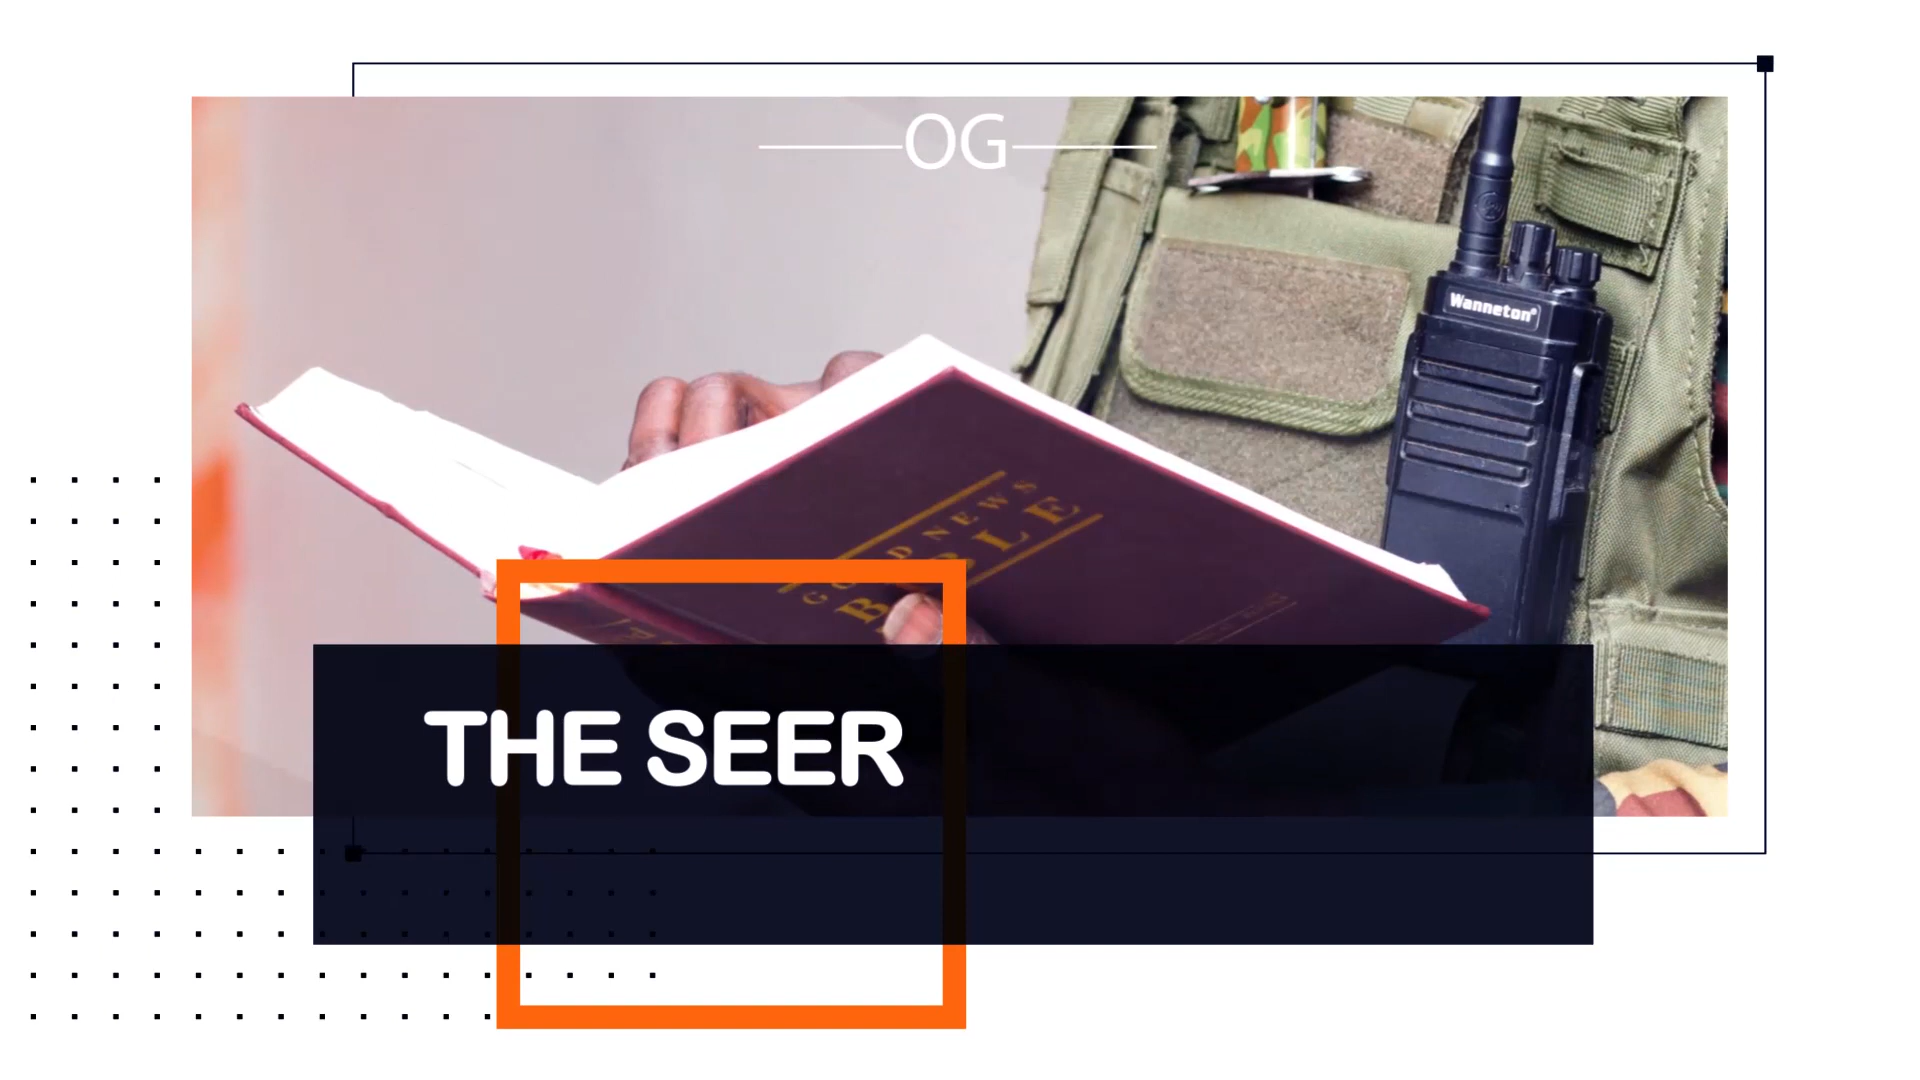 OG
Wanneton®
GOOD NEWS
BIBLE
THE SEER